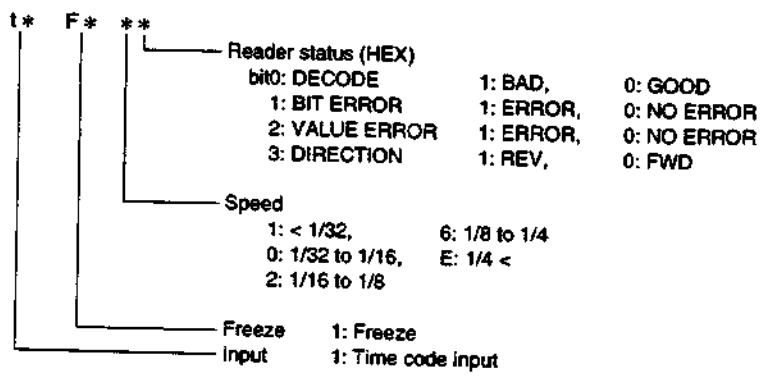 t* F* **
Reader status (HEX)
bit0: DECODE 1: BAD, 0: GOOD
1: BIT ERROR 1: ERROR, 0: NO ERROR
2: VALUE ERROR 1: ERROR, 0: NO ERROR
3: DIRECTION 1: REV, 0: FWD
Speed
1: < 1/32, 6: 1/8 to 1/4
0: 1/32 to 1/16, E: 1/4 <
2: 1/16 to 1/8
Freeze 1: Freeze
Input 1: Time code input